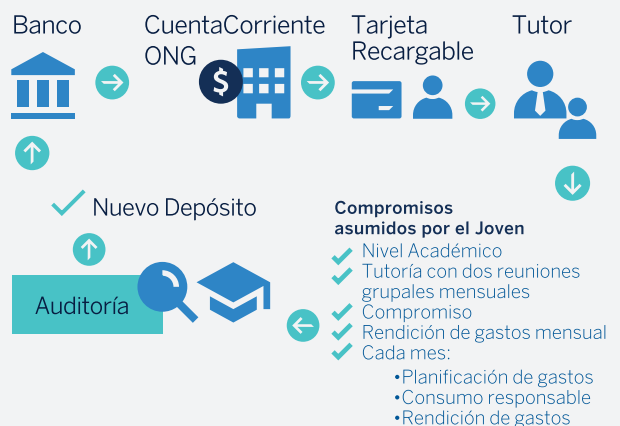 Banco
CuentaCorriente
ONG
$
Tarjeta
Recargable
Tutor
Compromisos
asumidos por el Joven
Nivel Académico
Tutoría con dos reuniones
grupales mensuales
Compromiso
Rendición de gastos mensual
Cada mes:
•Planificación de gastos
•Consumo responsable
•Rendición de gastos
Auditoría
Nuevo Depósito